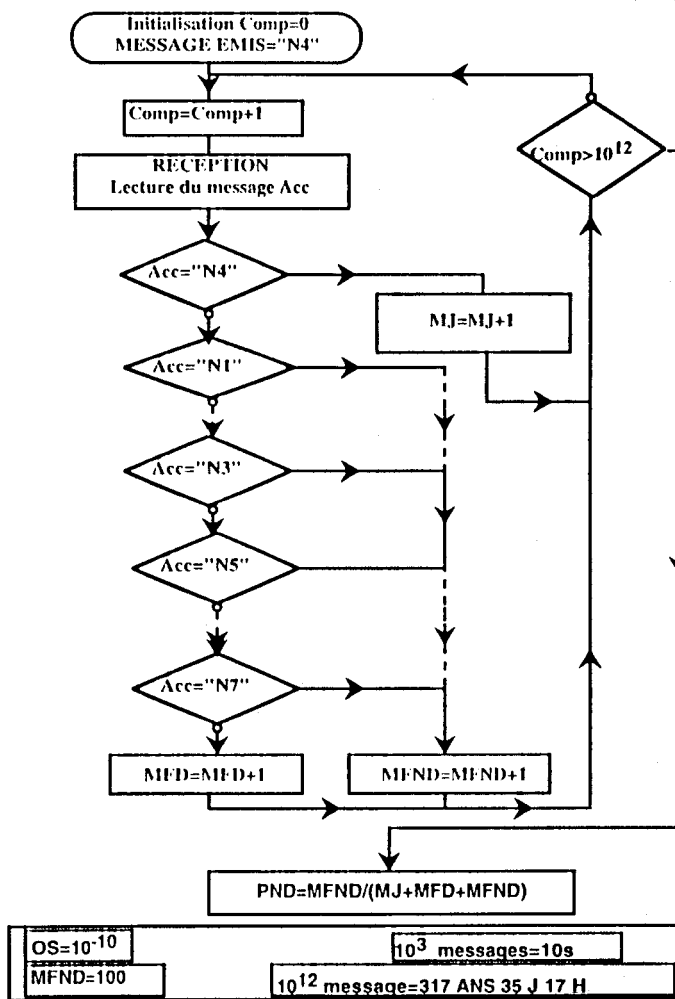 Initialisation Comp=0
MESSAGE EMIS="N4"
Comp=Comp+1
Comp>10¹²
RECEPTION
Lecture du message Acc
Acc="N4"
MJ=MJ+1
Acc="N1"
Acc="N3"
Acc="N5"
Acc="N7"
MFD=MFD+1
MFND=MFND+1
PND=MFND/(MJ+MFD+MFND)
OS=10⁻¹⁰
10³ messages=10s
MFND=100
10¹² message=317 ANS 35 J 17 H